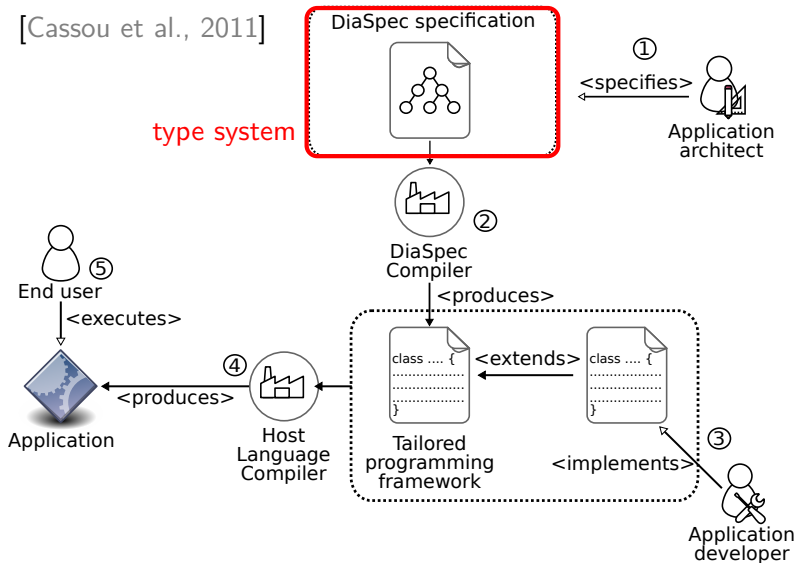 [Cassou et al., 2011]
DiaSpec specification
①
<specifies>
type system
Application
architect
②
DiaSpec
Compiler
⑤
End user
<produces>
<executes>
④
class .... {
..................
..................
..................
}
<extends>
class .... {
..................
..................
..................
}
<produces>
Application
Host
Language
Compiler
Tailored
programming
framework
③
<implements>
Application
developer